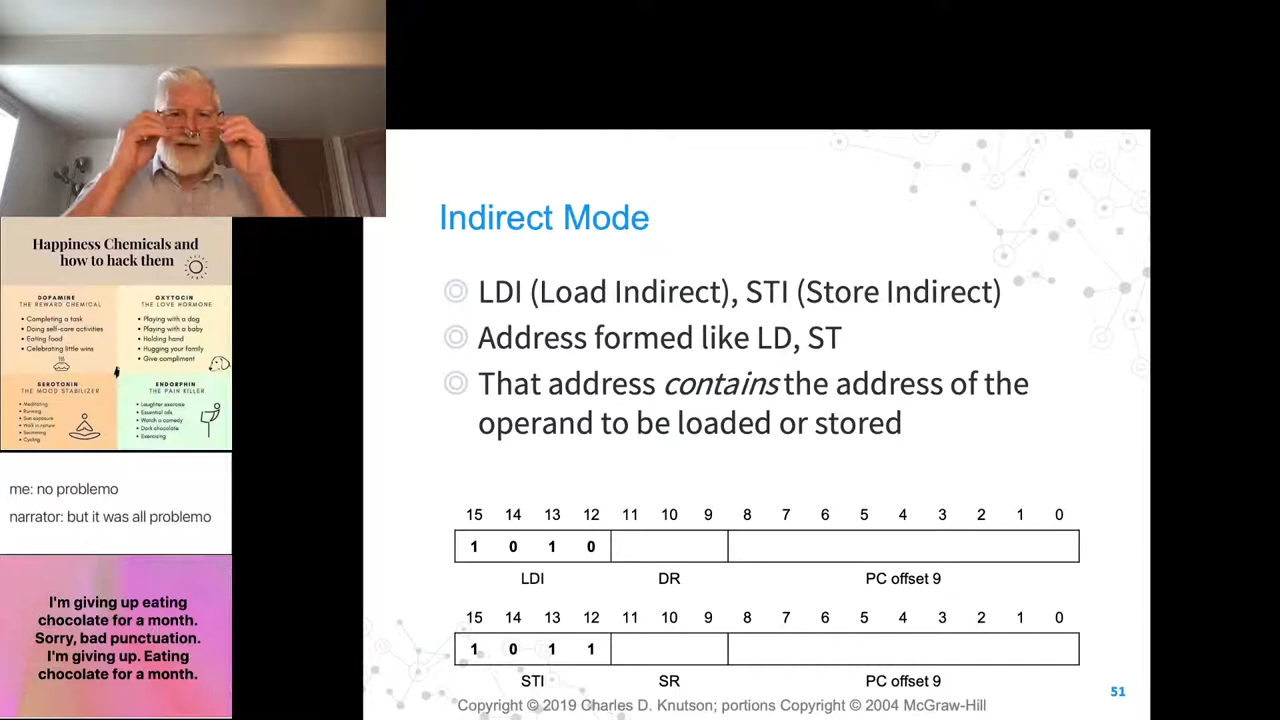 Happiness Chemicals and
how to hack them
DOPAMINE
THE REWARD CHEMICAL
Completing a task
Doing self-care activities
Eating food
Celebrating little wins
OXYTOCIN
THE LOVE HORMONE
Playing with a dog
Playing with a baby
Holding hand
Hugging your family
Give compliment
SEROTONIN
THE MOOD STABILIZER
Meditating
Running
Sun exposure
Walk in nature
Swimming
Cycling
ENDORPHIN
THE PAIN KILLER
Laughter exercise
Essential oils
Watch a comedy
Dark chocolate
Exercising
me: no problemo
narrator: but it was all problemo
I'm giving up eating
chocolate for a month.
Sorry, bad punctuation.
I'm giving up. Eating
chocolate for a month.
Indirect Mode
LDI (Load Indirect), STI (Store Indirect)
Address formed like LD, ST
That address contains the address of the
operand to be loaded or stored
15 14 13 12 11 10 9 8 7 6 5 4 3 2 1 0
1 0 1 0
LDI DR PC offset 9
15 14 13 12 11 10 9 8 7 6 5 4 3 2 1 0
1 0 1 1
STI SR PC offset 9
51
Copyright © 2019 Charles D. Knutson; portions Copyright © 2004 McGraw-Hill